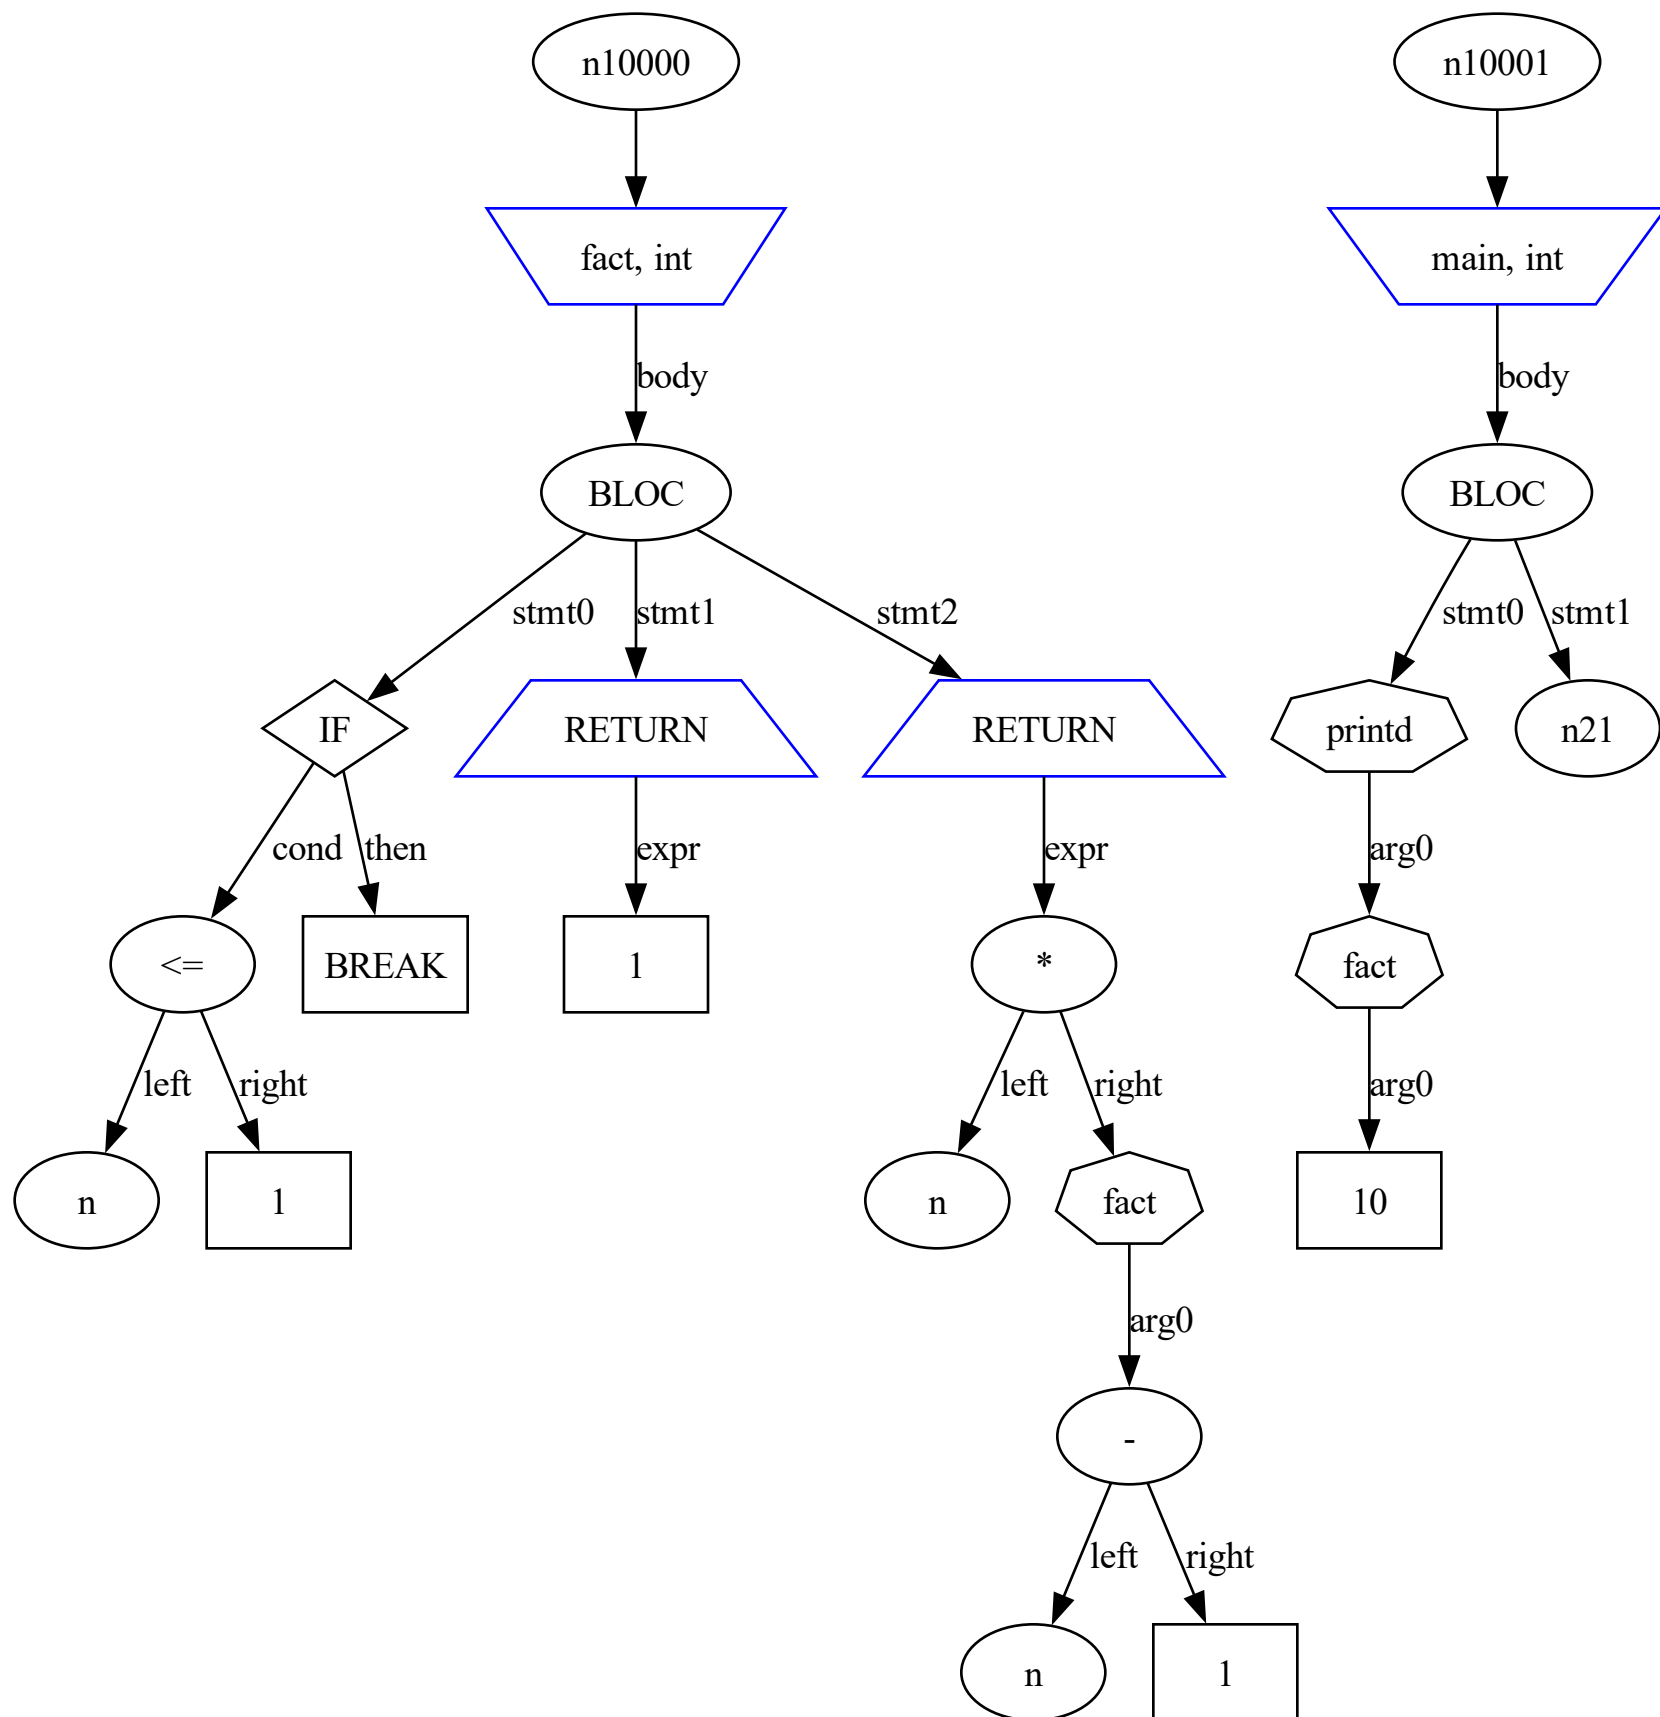 n10000
n10001
fact, int
main, int
body
body
BLOC
BLOC
stmt0
stmt1
stmt2
stmt0
stmt1
IF
RETURN
RETURN
printd
n21
cond
then
expr
expr
arg0
<=
BREAK
1
*
fact
left
right
left
right
arg0
n
1
n
fact
10
arg0
-
left
right
n
1